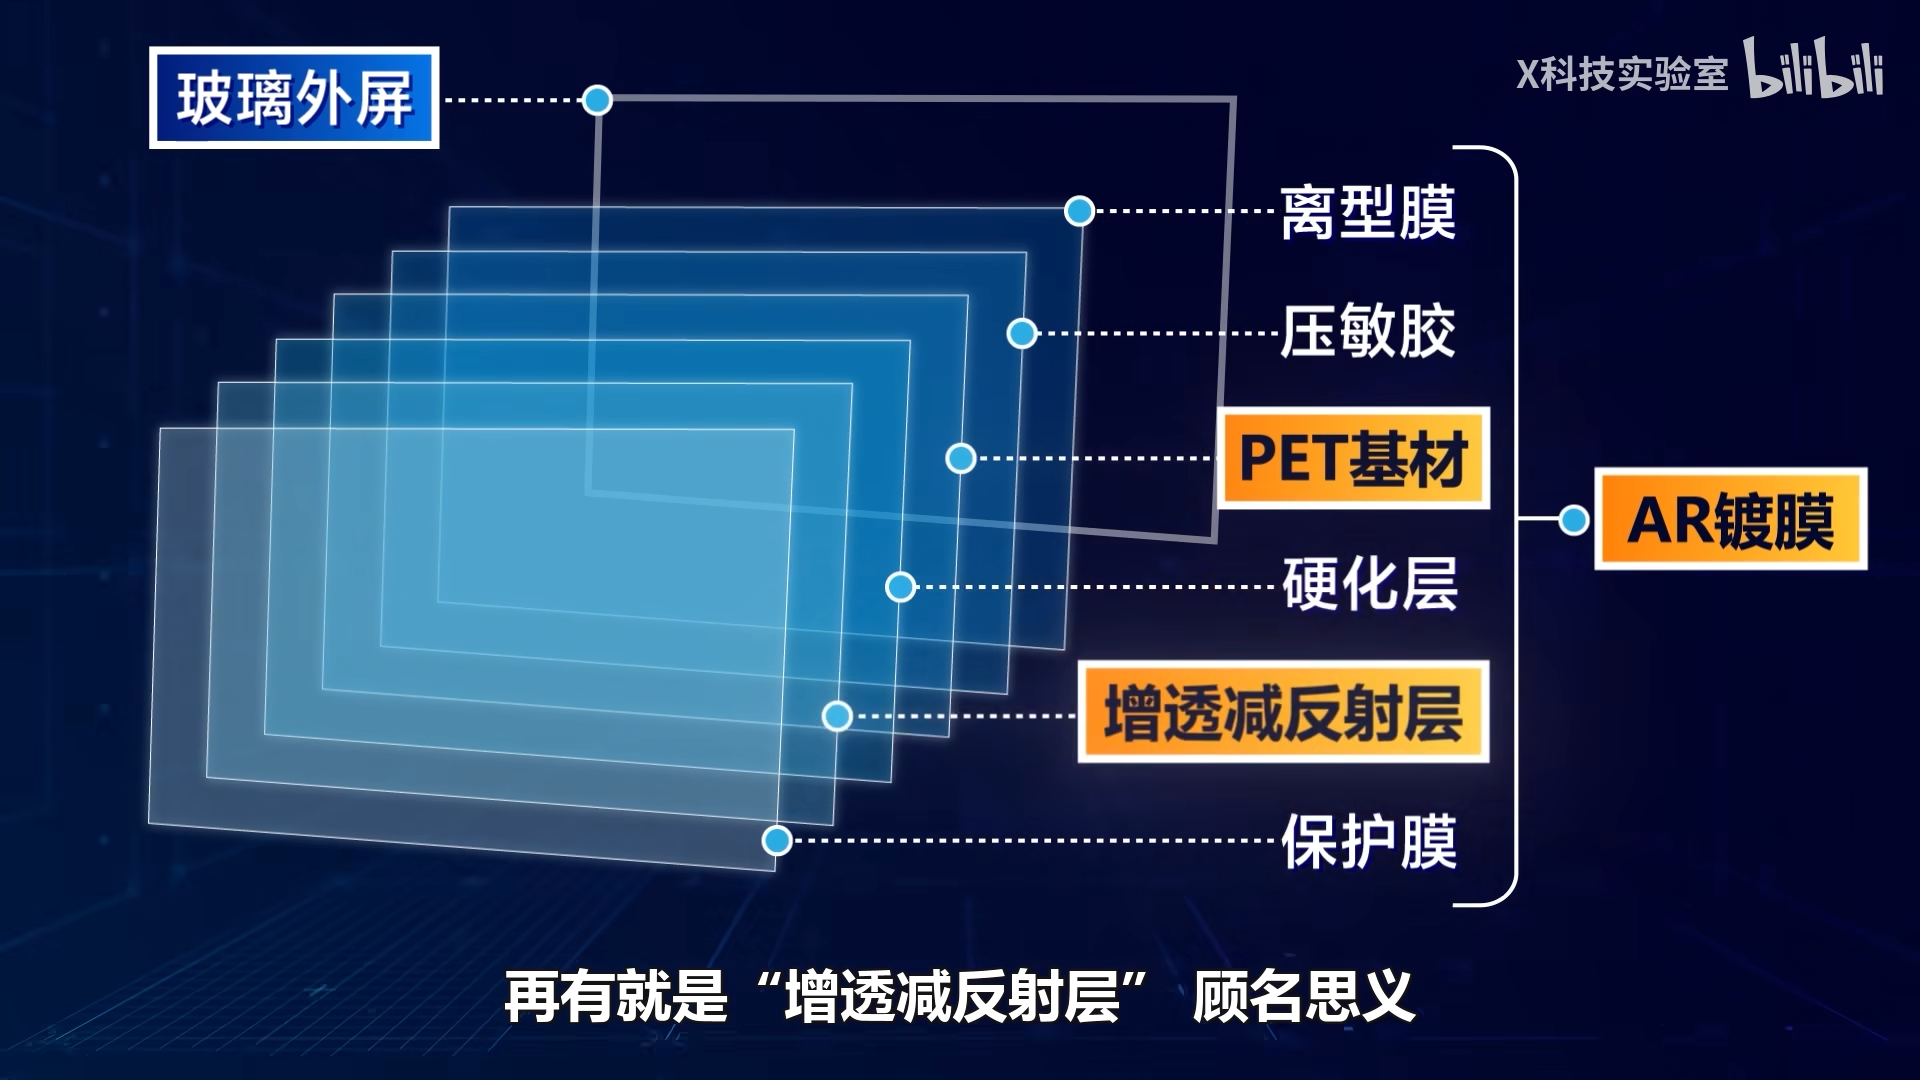 玻璃外屏
X科技实验室 bilibili
离型膜
压敏胶
PET基材
硬化层
AR镀膜
增透减反射层
保护膜
再有就是“增透减反射层” 顾名思义